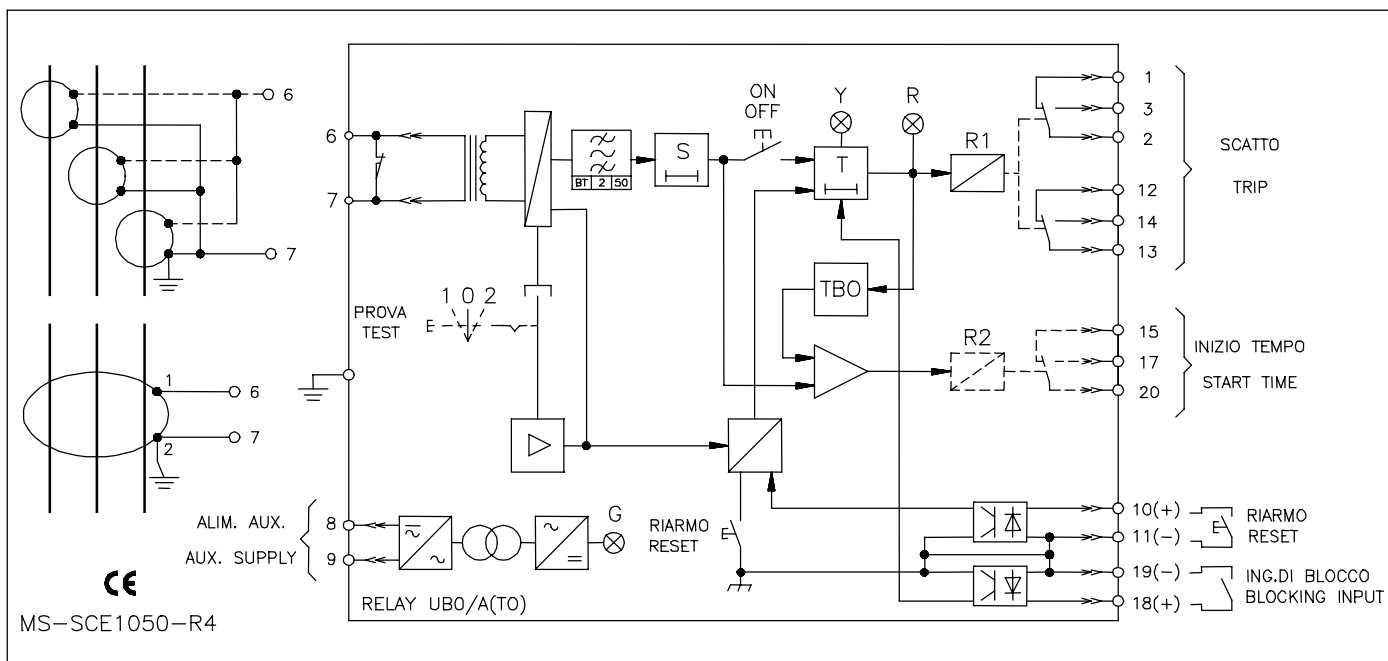 6
7
1
6
7
2
CE
MS-SCE1050-R4
6
7
PROVA
TEST
1 0 2
E
BT 2 50
S
ON
OFF
Y
R
T
TBO
R1
R2
1
3
2
12
14
13
SCATTO
TRIP
15
17
20
INIZIO TEMPO
START TIME
ALIM. AUX.
AUX. SUPPLY
8
9
G
RIARMO
RESET
RELAY UB0/A(TO)
10(+)
11(-)
RIARMO
RESET
19(-)
18(+)
ING.DI BLOCCO
BLOCKING INPUT